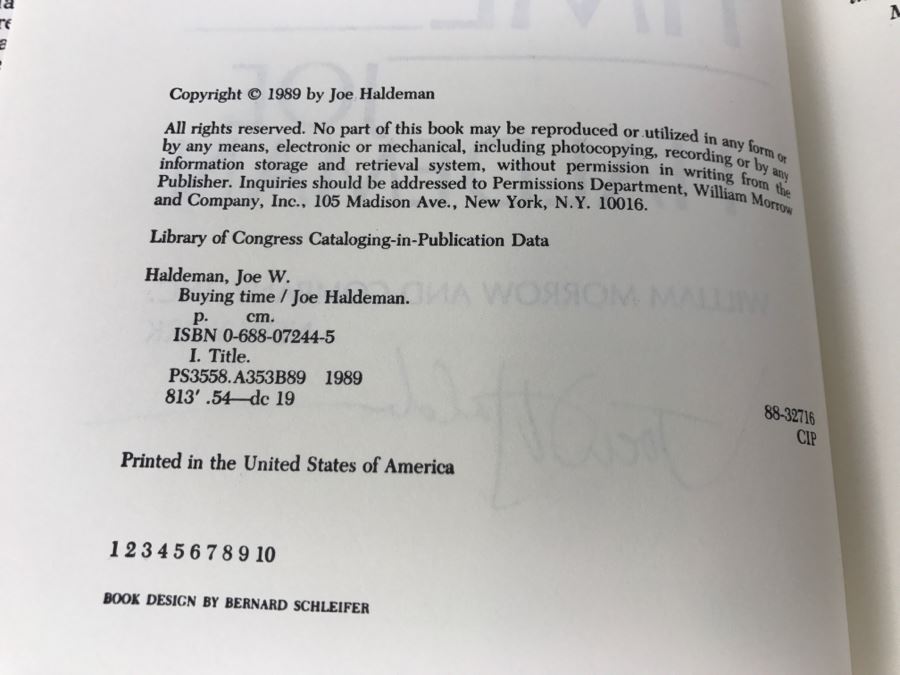 Copyright © 1989 by Joe Haldeman
All rights reserved. No part of this book may be reproduced or utilized in any form or
by any means, electronic or mechanical, including photocopying, recording or by any
information storage and retrieval system, without permission in writing from the
Publisher. Inquiries should be addressed to Permissions Department, William Morrow
and Company, Inc., 105 Madison Ave., New York, N.Y. 10016.
Library of Congress Cataloging-in-Publication Data
Haldeman, Joe W.
Buying time / Joe Haldeman.
p. cm.
ISBN 0-688-07244-5
I. Title.
PS3558.A353B89 1989
813′ .54—dc 19
88-32716
CIP
Printed in the United States of America
1 2 3 4 5 6 7 8 9 10
BOOK DESIGN BY BERNARD SCHLEIFER